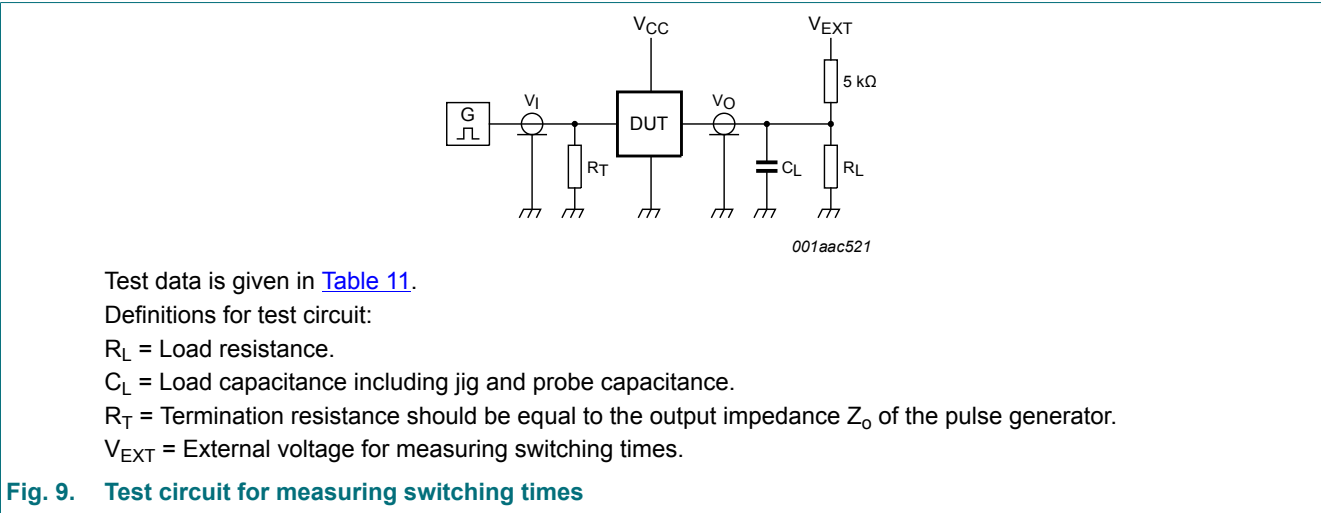 VCC VEXT
5 kΩ
G VI DUT VO
RT CL RL
001aac521
Test data is given in Table 11.
Definitions for test circuit:
RL = Load resistance.
CL = Load capacitance including jig and probe capacitance.
RT = Termination resistance should be equal to the output impedance Zo of the pulse generator.
VEXT = External voltage for measuring switching times.
Fig. 9. Test circuit for measuring switching times